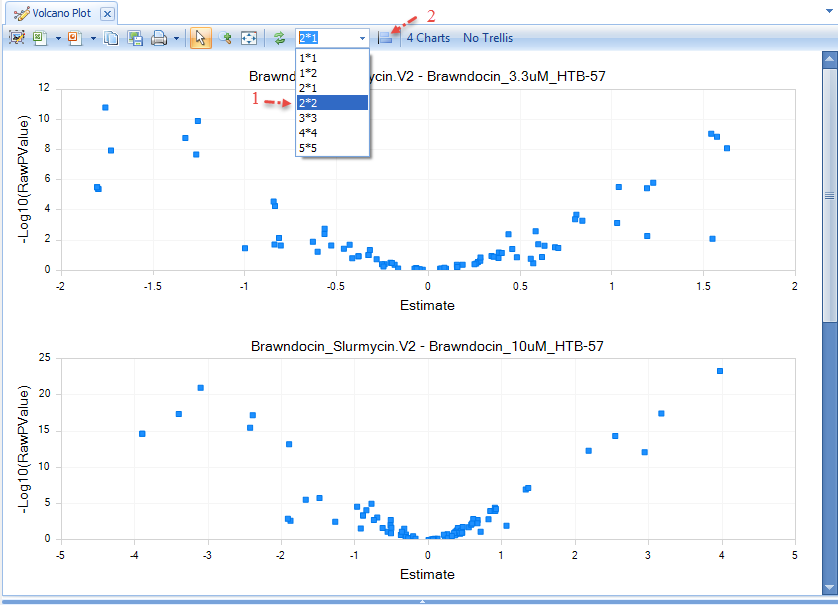 Volcano Plot
2*1 4 Charts No Trellis
2
1*1
1*2
2*1
2*2
3*3
4*4
5*5
1
ycin.V2 - Brawndocin_3.3uM_HTB-57
-Log10(RawPValue)
12
10
8
6
4
2
0
-2 -1.5 -1 -0.5 0 0.5 1 1.5 2
Estimate
Brawndocin_Slurmycin.V2 - Brawndocin_10uM_HTB-57
-Log10(RawPValue)
25
20
15
10
5
0
-5 -4 -3 -2 -1 0 1 2 3 4 5
Estimate